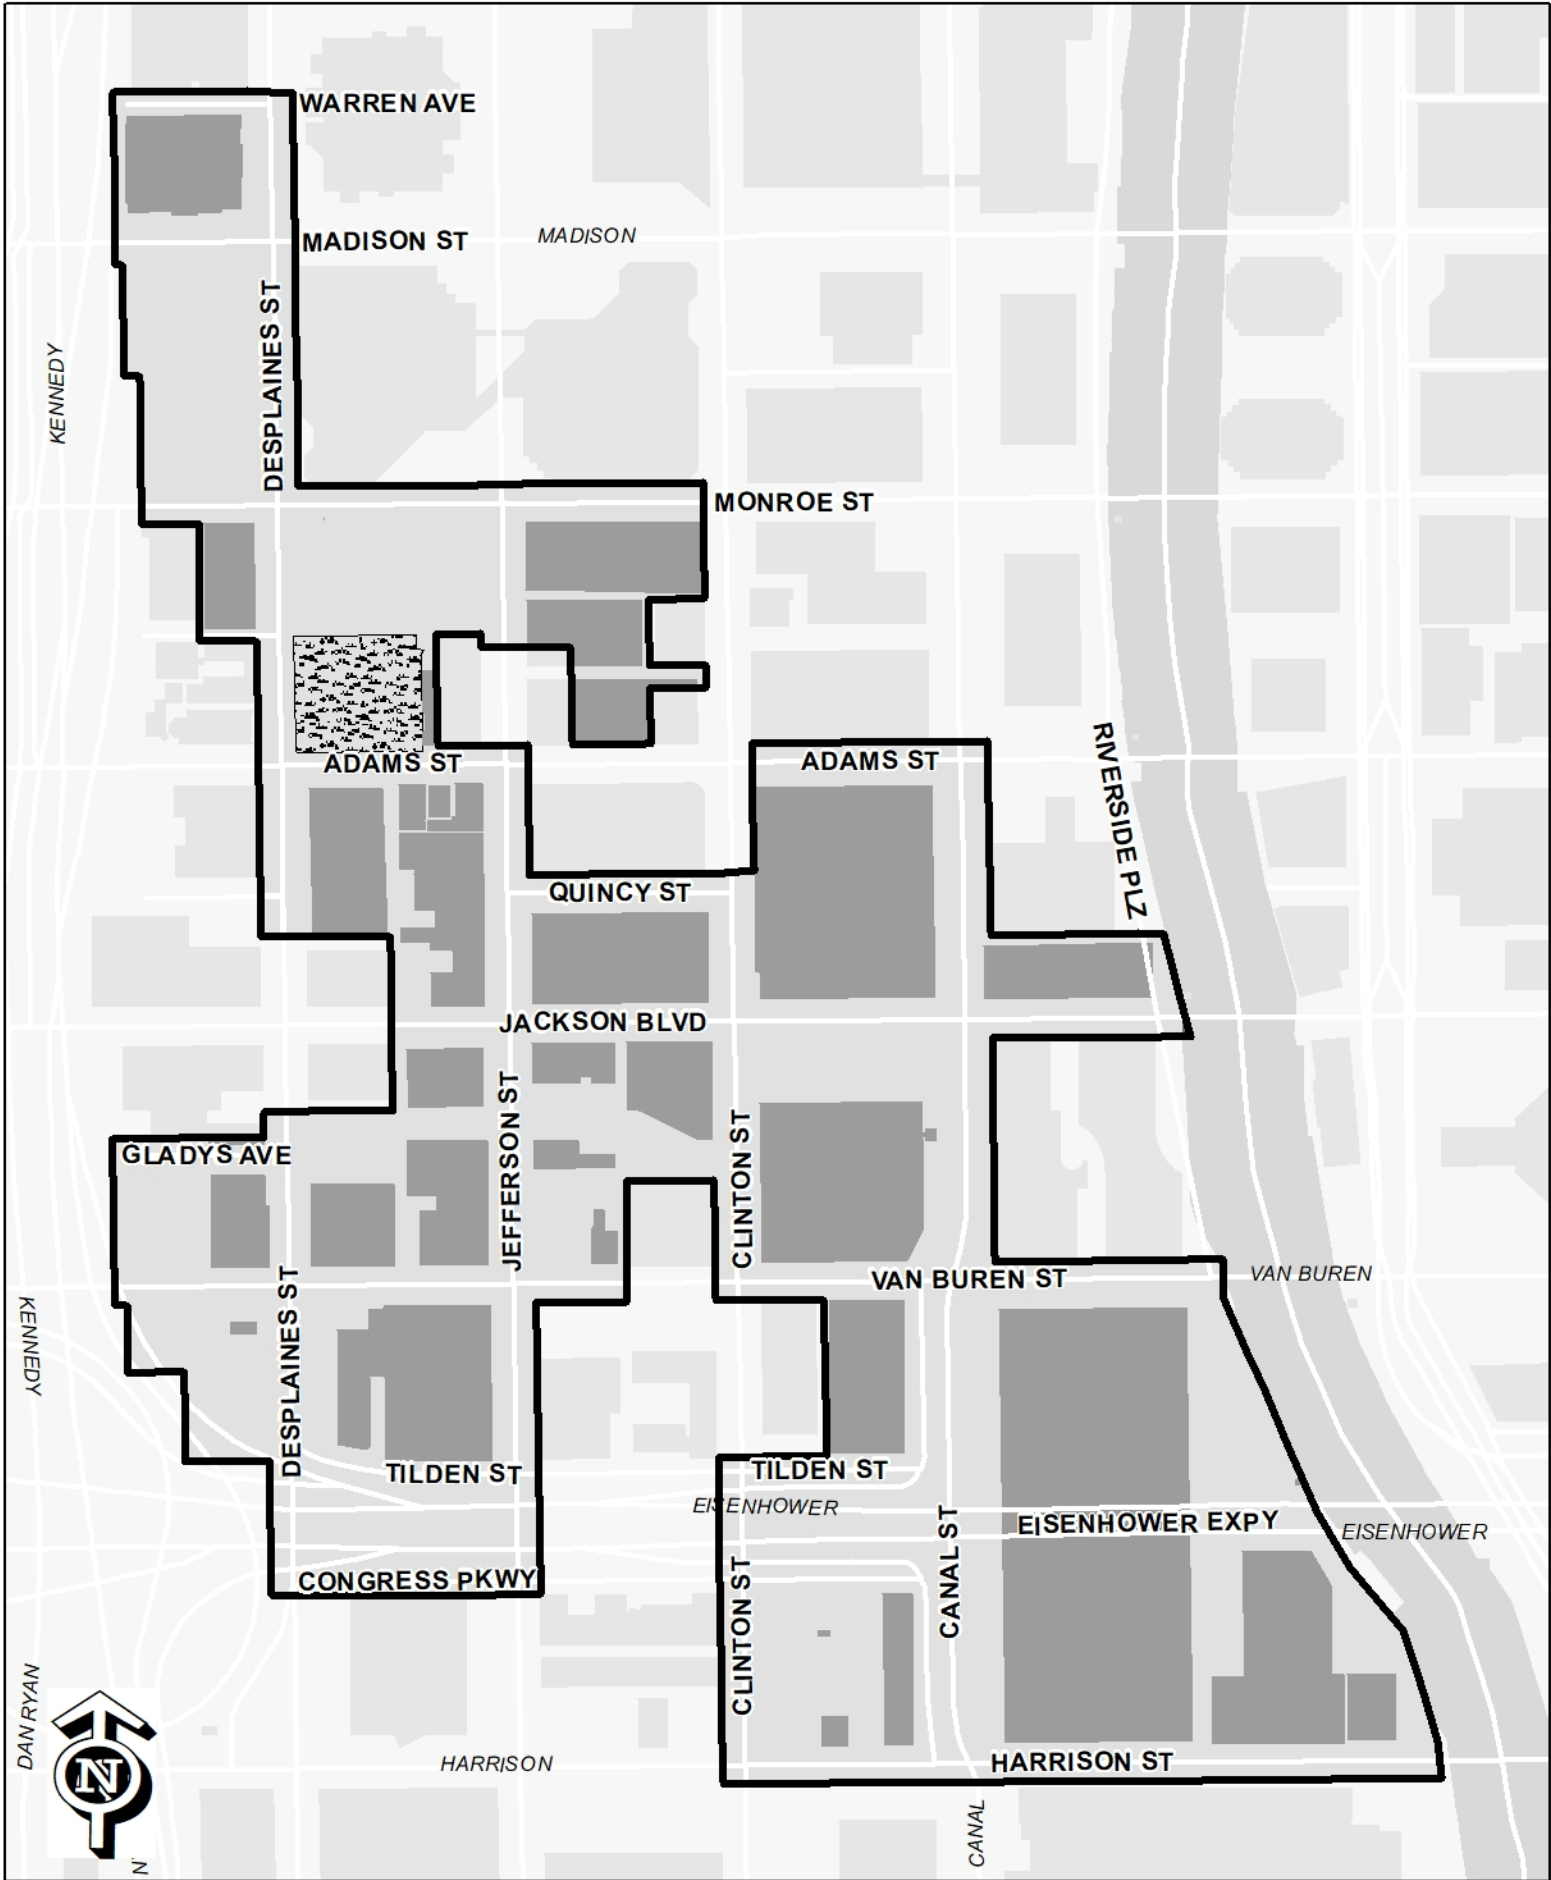 WARREN AVE
MADISON ST
MADISON
DESPLAINES ST
KENNEDY
MONROE ST
ADAMS ST
ADAMS ST
RIVERSIDE PLZ
QUINCY ST
JACKSON BLVD
JEFFERSON ST
CLINTON ST
GLADYS AVE
VAN BUREN ST
VAN BUREN
KENNEDY
DESPLAINES ST
TILDEN ST
TILDEN ST
EISENHOWER
EISENHOWER EXPY
EISENHOWER
CANAL ST
CONGRESS PKWY
CLINTON ST
DAN RYAN
HARRISON
HARRISON ST
N
CANAL
N